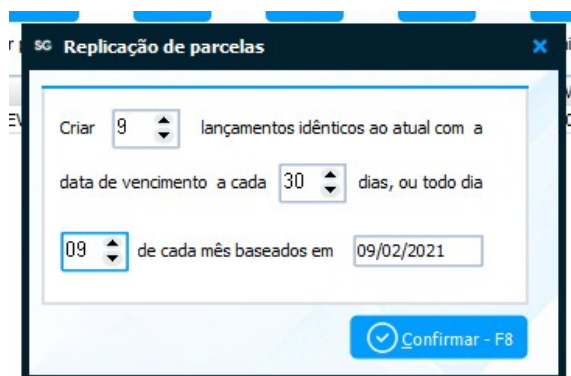 SG Replicação de parcelas
Criar 9 lançamentos idênticos ao atual com a
data de vencimento a cada 30 dias, ou todo dia
09 de cada mês baseados em 09/02/2021
Confirmar - F8